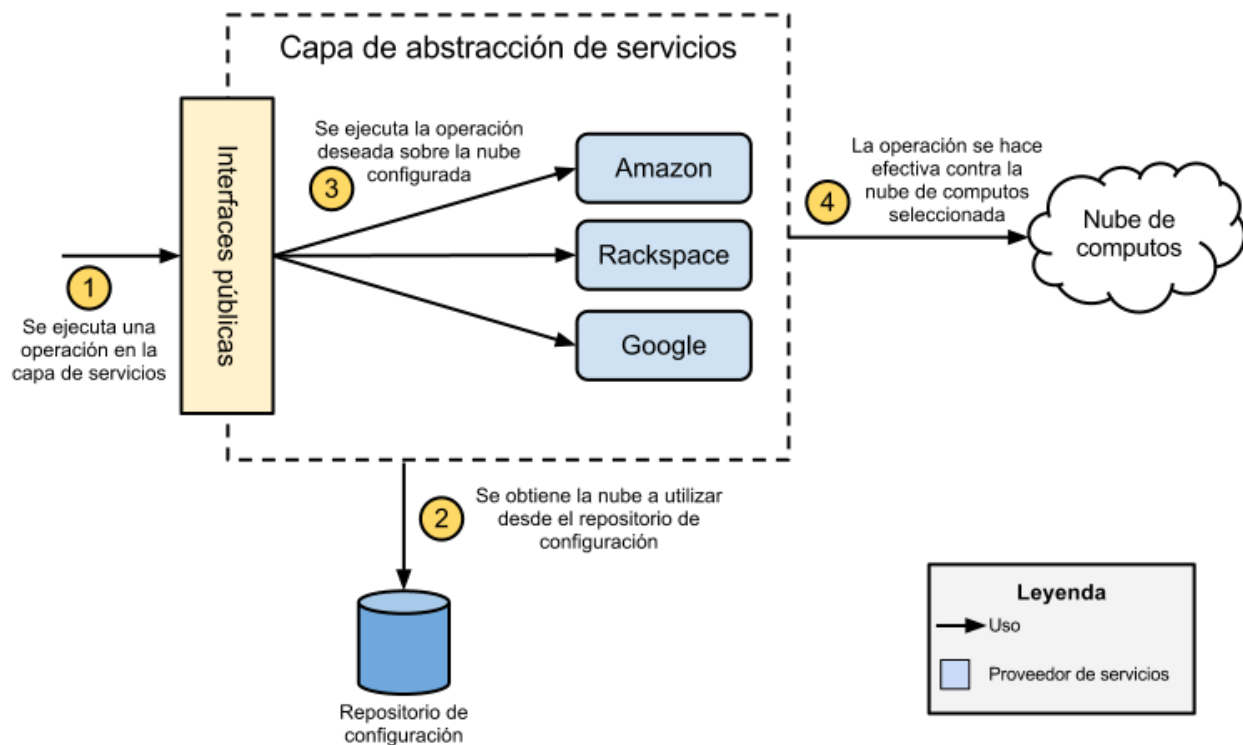 Capa de abstracción de servicios
Interfaces públicas
1
Se ejecuta una
operación en la
capa de servicios
2
Se obtiene la nube a utilizar
desde el repositorio de
configuración
Repositorio de
configuración
Se ejecuta la operación
deseada sobre la nube
configurada
3
Amazon
Rackspace
Google
La operación se hace
efectiva contra la
nube de computos
seleccionada
4
Nube de
computos
Leyenda
Uso
Proveedor de servicios